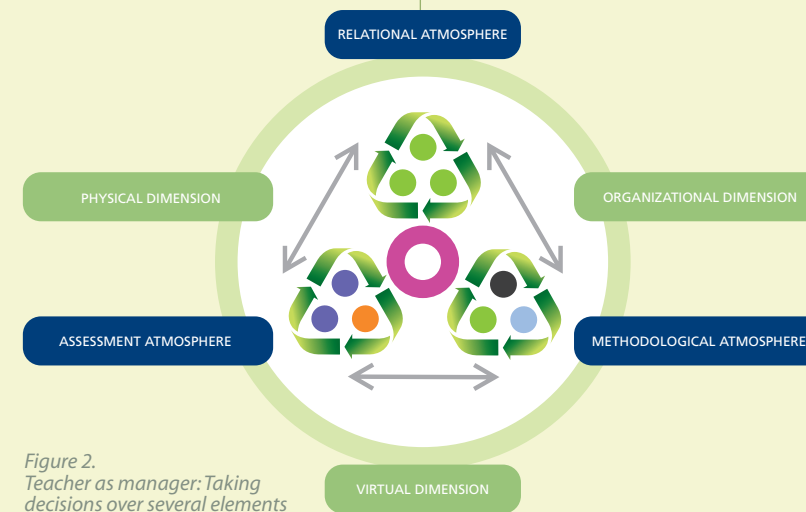 RELATIONAL ATMOSPHERE
PHYSICAL DIMENSION
ORGANIZATIONAL DIMENSION
ASSESSMENT ATMOSPHERE
METHODOLOGICAL ATMOSPHERE
VIRTUAL DIMENSION
Figure 2.
Teacher as manager: Taking
decisions over several elements